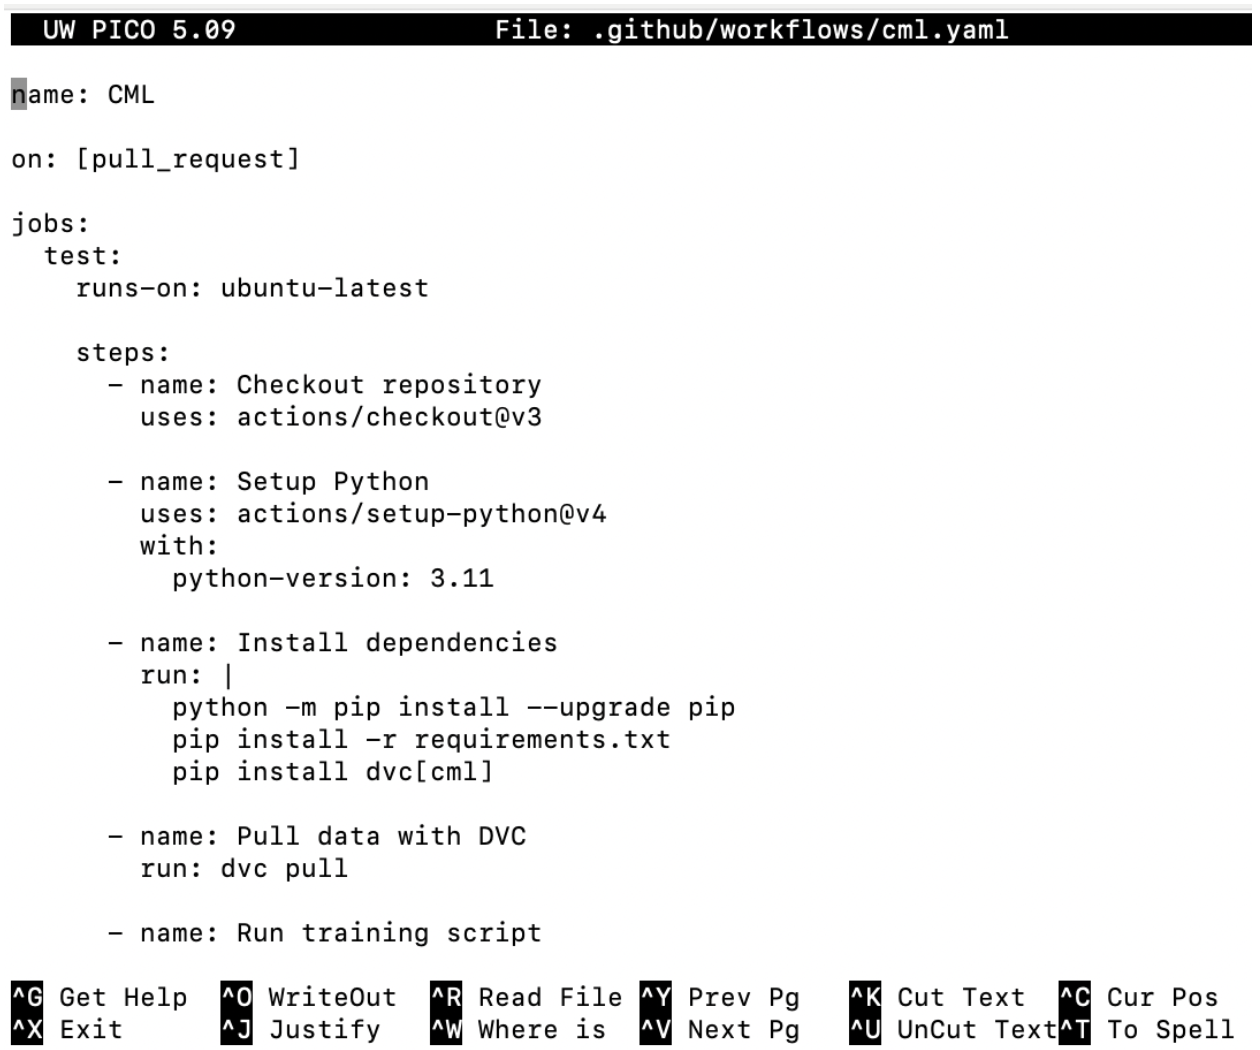 UW PICO 5.09 File: .github/workflows/cml.yaml
name: CML
on: [pull_request]
jobs:
  test:
    runs-on: ubuntu-latest
    steps:
      - name: Checkout repository
        uses: actions/checkout@v3
      - name: Setup Python
        uses: actions/setup-python@v4
        with:
          python-version: 3.11
      - name: Install dependencies
        run: |
          python -m pip install --upgrade pip
          pip install -r requirements.txt
          pip install dvc[cml]
      - name: Pull data with DVC
        run: dvc pull
      - name: Run training script
^G Get Help ^O WriteOut ^R Read File ^Y Prev Pg ^K Cut Text ^C Cur Pos
^X Exit ^J Justify ^W Where is ^V Next Pg ^U UnCut Text ^T To Spell